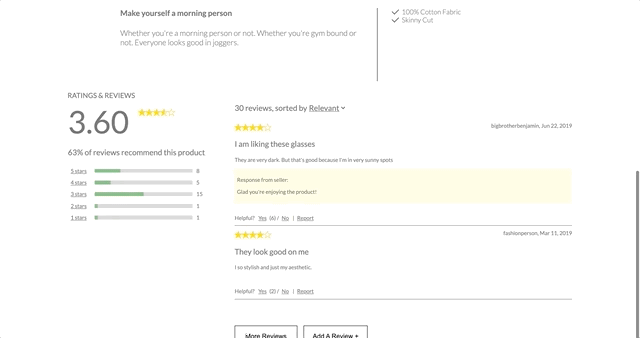 Make yourself a morning person
Whether you're a morning person or not. Whether you're gym bound or
not. Everyone looks good in joggers.
100% Cotton Fabric
Skinny Cut
RATINGS & REVIEWS
3.60
63% of reviews recommend this product
5 stars 8
4 stars 5
3 stars 15
2 stars 1
1 stars 1
30 reviews, sorted by Relevant
bigbrotherbenjamin, Jun 22, 2019
I am liking these glasses
They are very dark. But that's good because I'm in very sunny spots
Response from seller:
Glad you're enjoying the product!
Helpful? Yes (6) / No | Report
fashionperson, Mar 11, 2019
They look good on me
I so stylish and just my aesthetic.
Helpful? Yes (2) / No | Report
More Reviews
Add A Review +